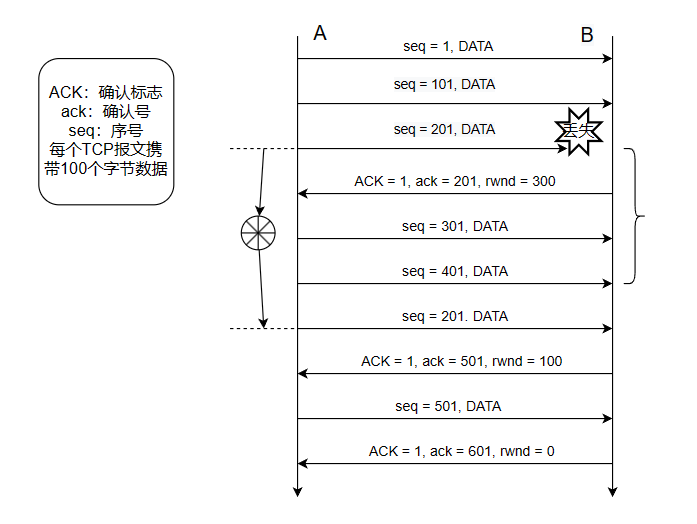 A
B
seq = 1, DATA
seq = 101, DATA
ACK：确认标志
ack：确认号
seq：序号
每个TCP报文携
带100个字节数据
seq = 201, DATA
丢失
ACK = 1, ack = 201, rwnd = 300
seq = 301, DATA
seq = 401, DATA
seq = 201. DATA
ACK = 1, ack = 501, rwnd = 100
seq = 501, DATA
ACK = 1, ack = 601, rwnd = 0